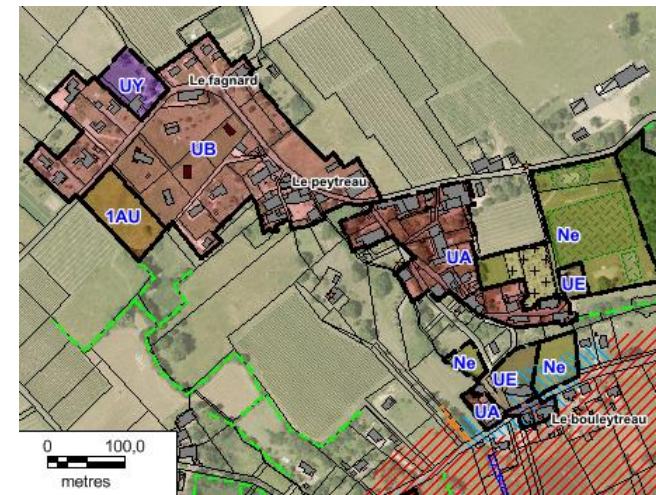 UY
Le fagnard
UB
Le peytreau
1AU
Ne
UA
UE
Ne
UE
Ne
UA
Le bouleytreau
0 100,0
metres